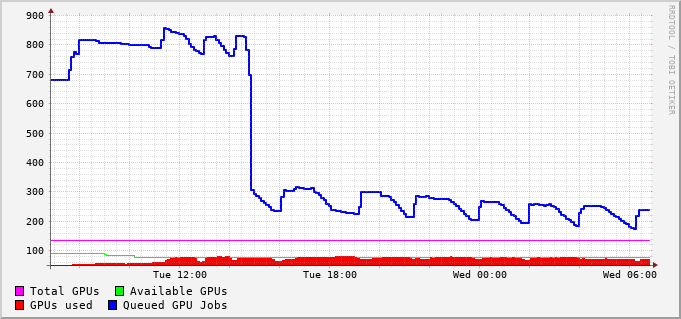 900
800
700
600
500
400
300
200
100
Tue 12:00 Tue 18:00 Wed 00:00 Wed 06:00
Total GPUs Available GPUs
GPUs used Queued GPU Jobs
RRDTOOL / TOBI OETIKER